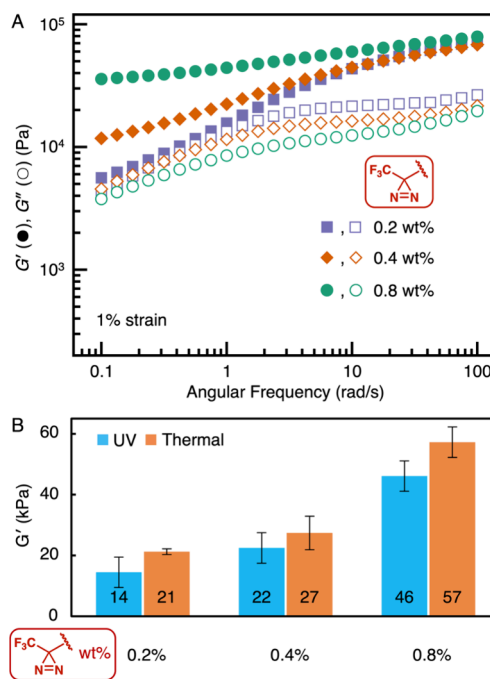 A
10⁵
10⁴
10³
G′ (●), G″ (○) (Pa)
F₃C
N=N
■ , □ 0.2 wt%
◆ , ◇ 0.4 wt%
● , ○ 0.8 wt%
1% strain
0.1 1 10 100
Angular Frequency (rad/s)
B
UV Thermal
60
40
20
0
G′ (kPa)
14 21 22 27 46 57
F₃C
N=N
wt%
0.2% 0.4% 0.8%